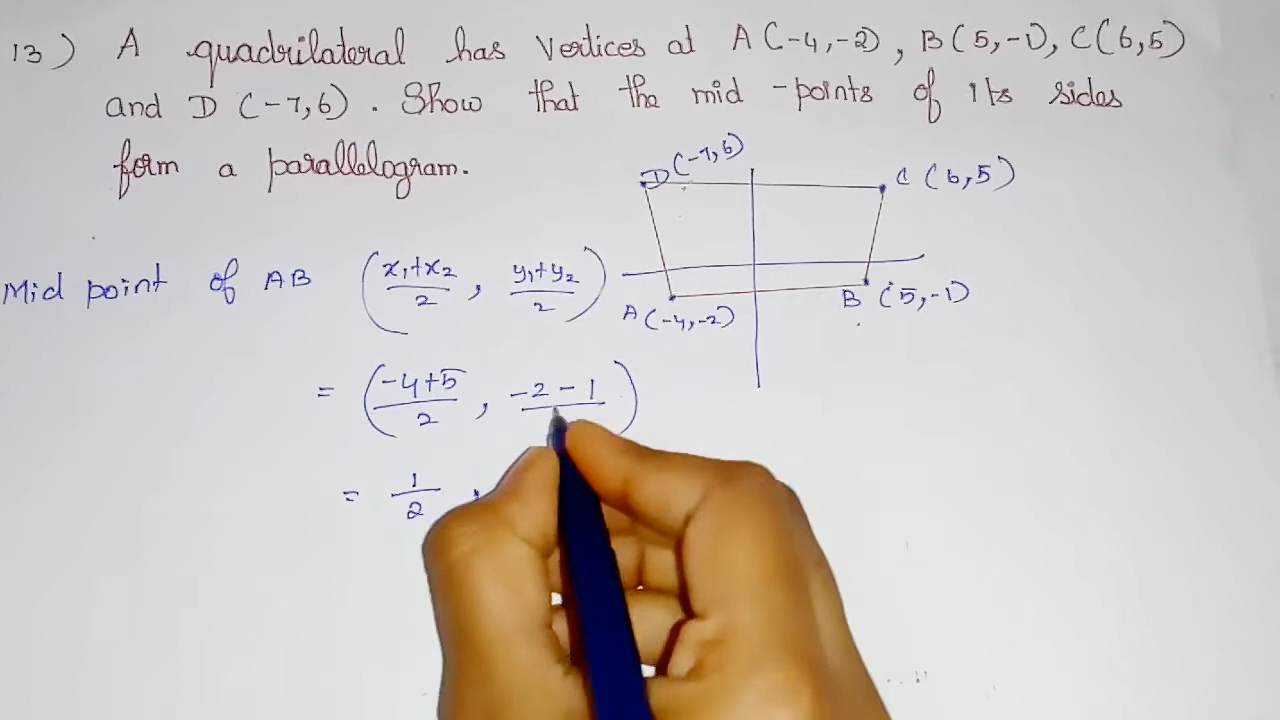 13) A quadrilateral has vertices at A(-4,-2), B(5,-1), C(6,5)
and D(-7,6). Show that the mid-points of its sides
form a parallelogram.
D(-7,6)
C (6,5)
A(-4,-2)
B (5,-1)
Mid point of AB (x₁+x₂/2, y₁+y₂/2)
= (-4+5/2, -2-1/
= 1/2,